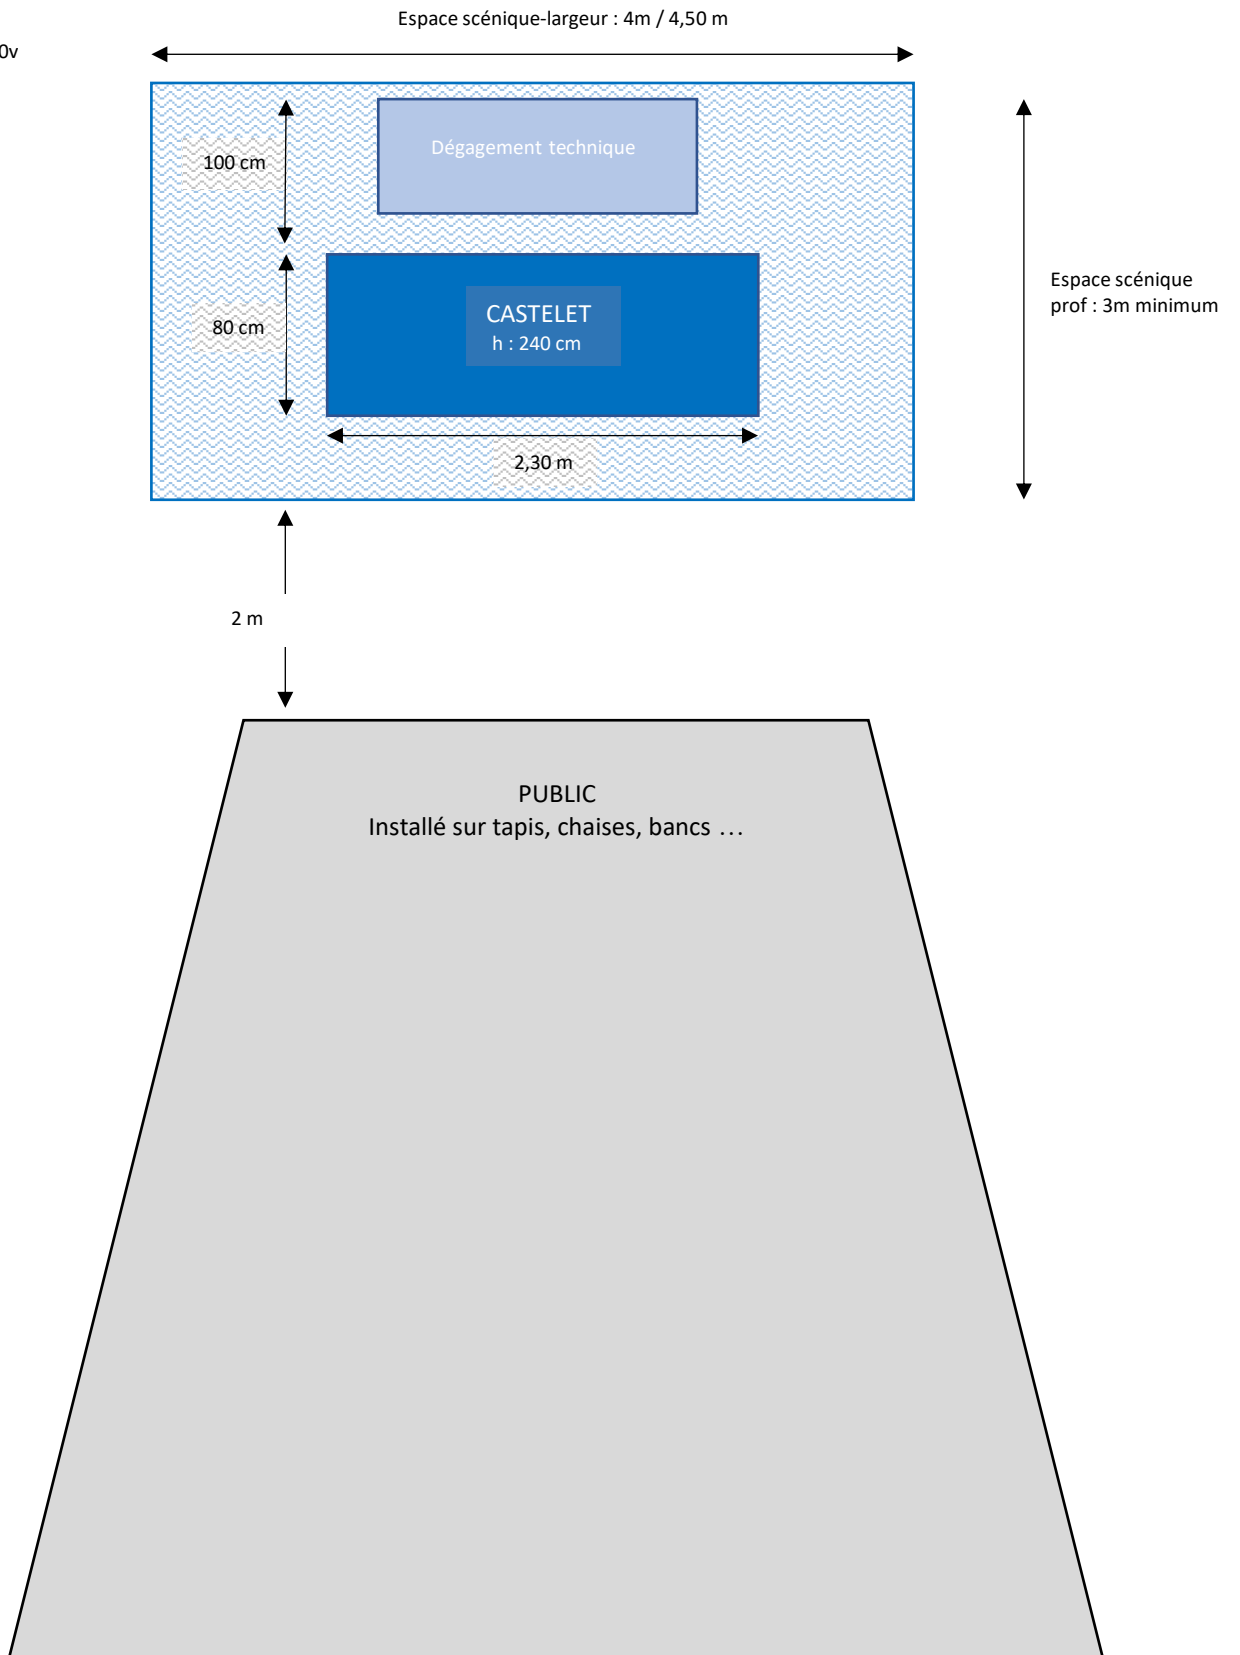 Espace scénique-largeur : 4m / 4,50 m
0v
Dégagement technique
100 cm
CASTELET
h : 240 cm
80 cm
Espace scénique
prof : 3m minimum
2,30 m
2 m
PUBLIC
Installé sur tapis, chaises, bancs …